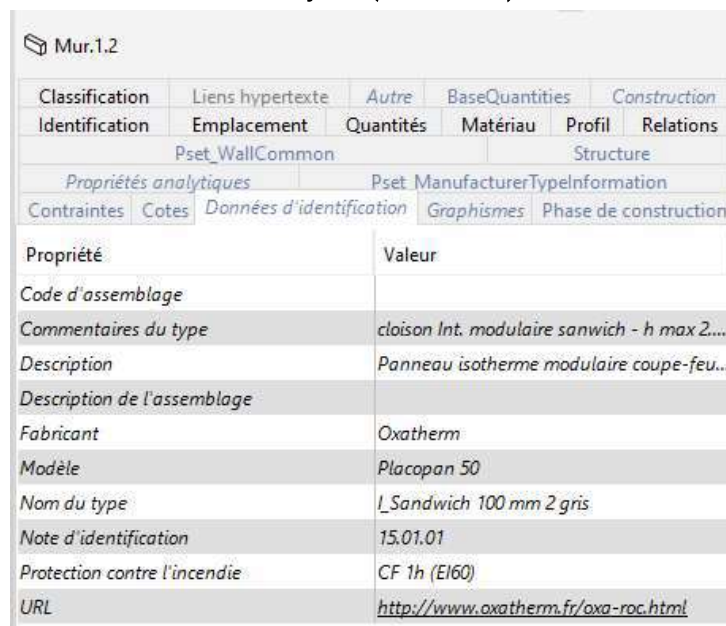 Mur.1.2
Classification Liens hypertexte Autre BaseQuantities Construction
Identification Emplacement Quantités Matériau Profil Relations
Pset_WallCommon Structure
Propriétés analytiques Pset_ManufacturerTypeInformation
Contraintes Cotes Données d'identification Graphismes Phase de construction
Propriété Valeur
Code d'assemblage
Commentaires du type cloison Int. modulaire sanwich - h max 2....
Description Panneau isotherme modulaire coupe-feu...
Description de l'assemblage
Fabricant Oxatherm
Modèle Placopan 50
Nom du type I_Sandwich 100 mm 2 gris
Note d'identification 15.01.01
Protection contre l'incendie CF 1h (EI60)
URL http://www.oxatherm.fr/oxa-roc.html